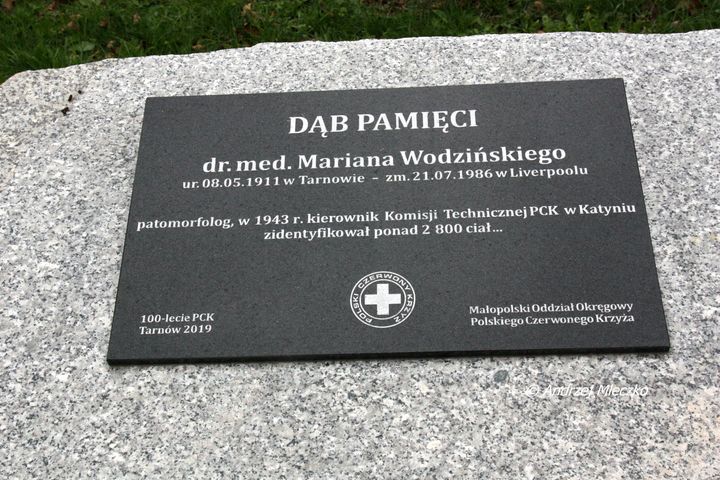 DĄB PAMIĘCI
dr. med. Mariana Wodzińskiego
ur. 08.05.1911 w Tarnowie – zm. 21.07.1986 w Liverpoolu
patomorfolog, w 1943 r. kierownik Komisji Technicznej PCK w Katyniu
zidentyfikował ponad 2 800 ciał...
POLSKI CZERWONY KRZYŻ
100-lecie PCK
Tarnów 2019
Małopolski Oddział Okręgowy
Polskiego Czerwonego Krzyża
© Andrzej Mleczko